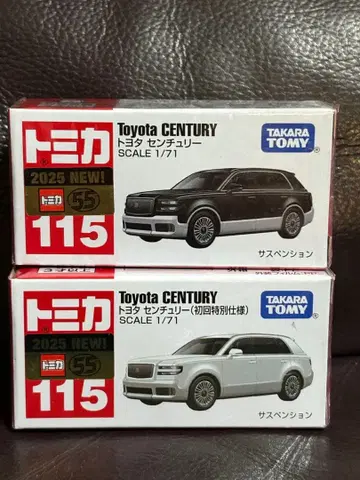 トミカ
2025 NEW!
トミカ 55
115
Toyota CENTURY
トヨタ センチュリー
SCALE 1/71
TAKARA
TOMY
サスペンション
トミカ
2025 NEW!
トミカ 55
115
Toyota CENTURY
トヨタ センチュリー(初回特別仕様)
SCALE 1/71
TAKARA
TOMY
サスペンション